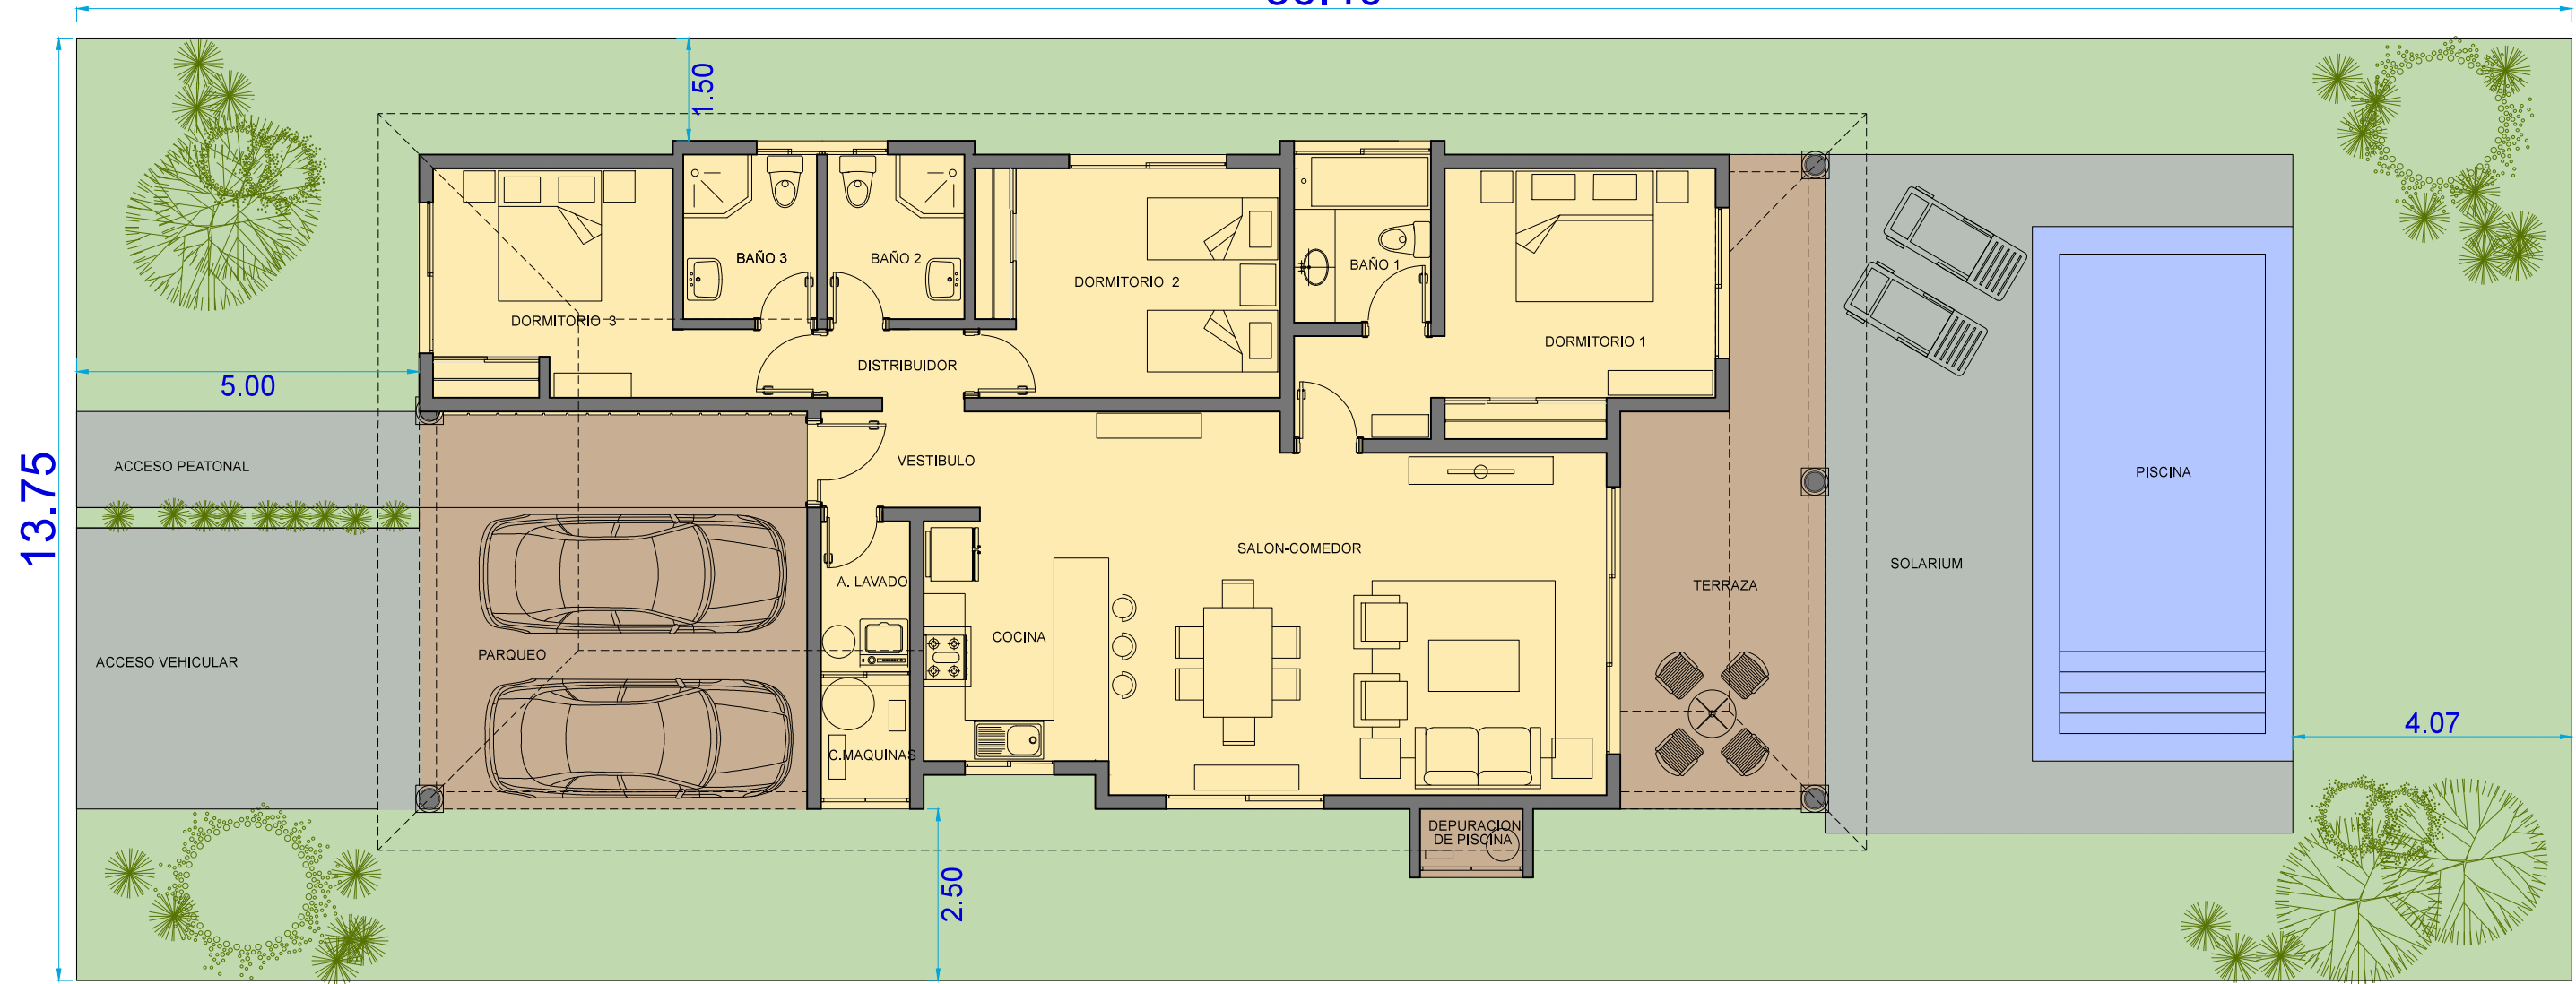 1.50
BAÑO 3
BAÑO 2
BAÑO 1
DORMITORIO 2
DORMITORIO 3
DORMITORIO 1
DISTRIBUIDOR
5.00
ACCESO PEATONAL
VESTIBULO
PISCINA
13.75
SALON-COMEDOR
SOLARIUM
A. LAVADO
TERRAZA
COCINA
PARQUEO
ACCESO VEHICULAR
4.07
C.MAQUINAS
DEPURACION
DE PISCINA
2.50